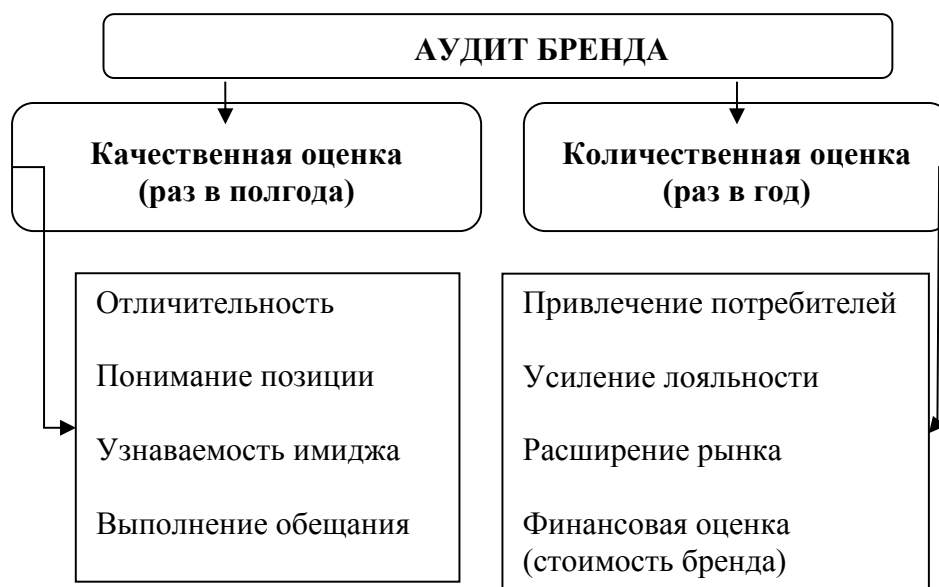 АУДИТ БРЕНДА
Качественная оценка
(раз в полгода)
Количественная оценка
(раз в год)
Отличительность
Понимание позиции
Узнаваемость имиджа
Выполнение обещания
Привлечение потребителей
Усиление лояльности
Расширение рынка
Финансовая оценка
(стоимость бренда)